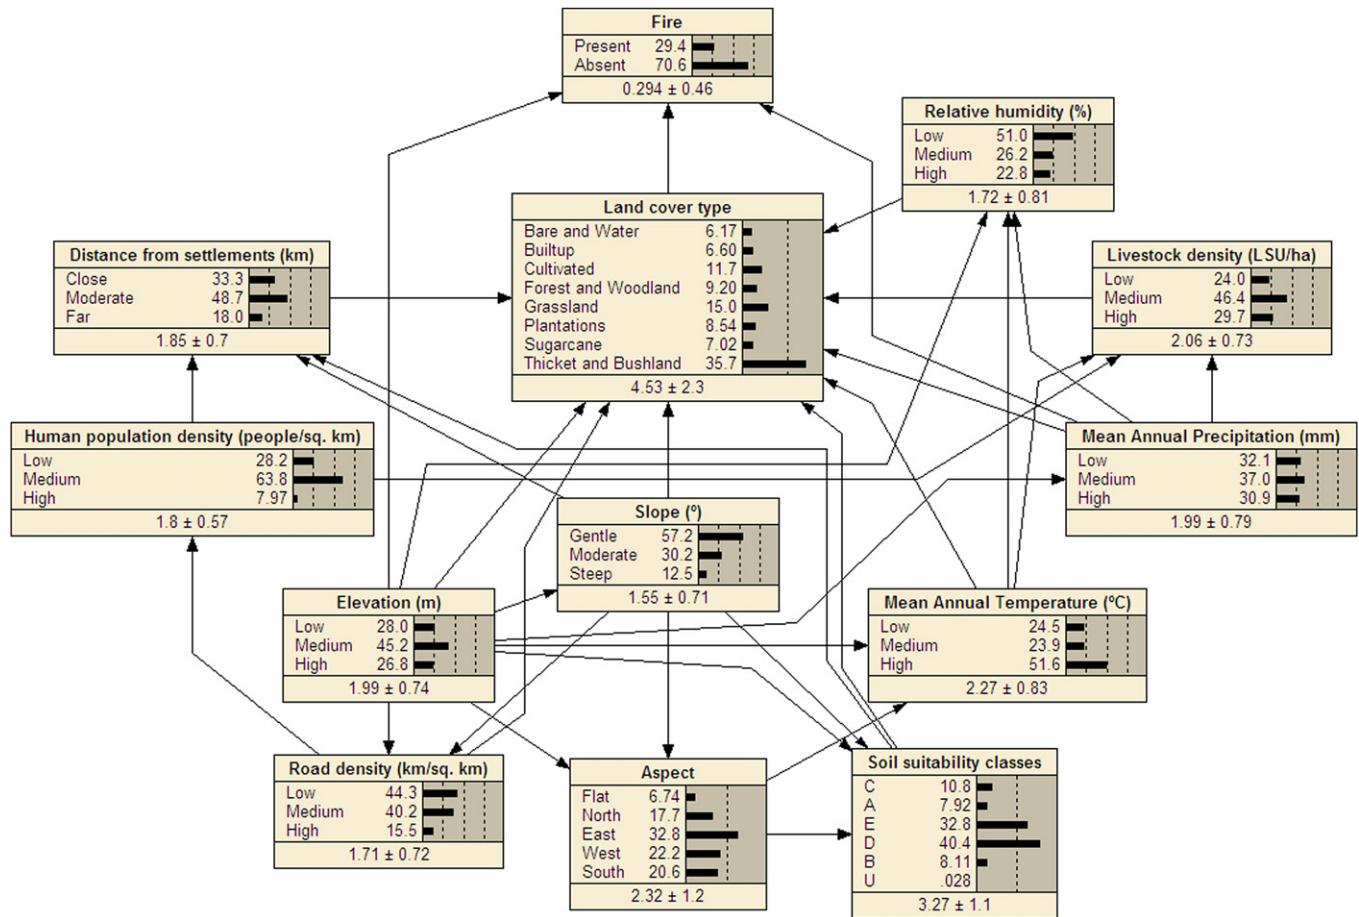 Fire
Present 29.4
Absent 70.6
0.294 ± 0.46
Relative humidity (%)
Low 51.0
Medium 26.2
High 22.8
1.72 ± 0.81
Land cover type
Bare and Water 6.17
Builtup 6.60
Cultivated 11.7
Forest and Woodland 9.20
Grassland 15.0
Plantations 8.54
Sugarcane 7.02
Thicket and Bushland 35.7
4.53 ± 2.3
Distance from settlements (km)
Close 33.3
Moderate 48.7
Far 18.0
1.85 ± 0.7
Livestock density (LSU/ha)
Low 24.0
Medium 46.4
High 29.7
2.06 ± 0.73
Human population density (people/sq. km)
Low 28.2
Medium 63.8
High 7.97
1.8 ± 0.57
Mean Annual Precipitation (mm)
Low 32.1
Medium 37.0
High 30.9
1.99 ± 0.79
Slope (º)
Gentle 57.2
Moderate 30.2
Steep 12.5
1.55 ± 0.71
Elevation (m)
Low 28.0
Medium 45.2
High 26.8
1.99 ± 0.74
Mean Annual Temperature (ºC)
Low 24.5
Medium 23.9
High 51.6
2.27 ± 0.83
Road density (km/sq. km)
Low 44.3
Medium 40.2
High 15.5
1.71 ± 0.72
Aspect
Flat 6.74
North 17.7
East 32.8
West 22.2
South 20.6
2.32 ± 1.2
Soil suitability classes
C 10.8
A 7.92
E 32.8
D 40.4
B 8.11
U .028
3.27 ± 1.1